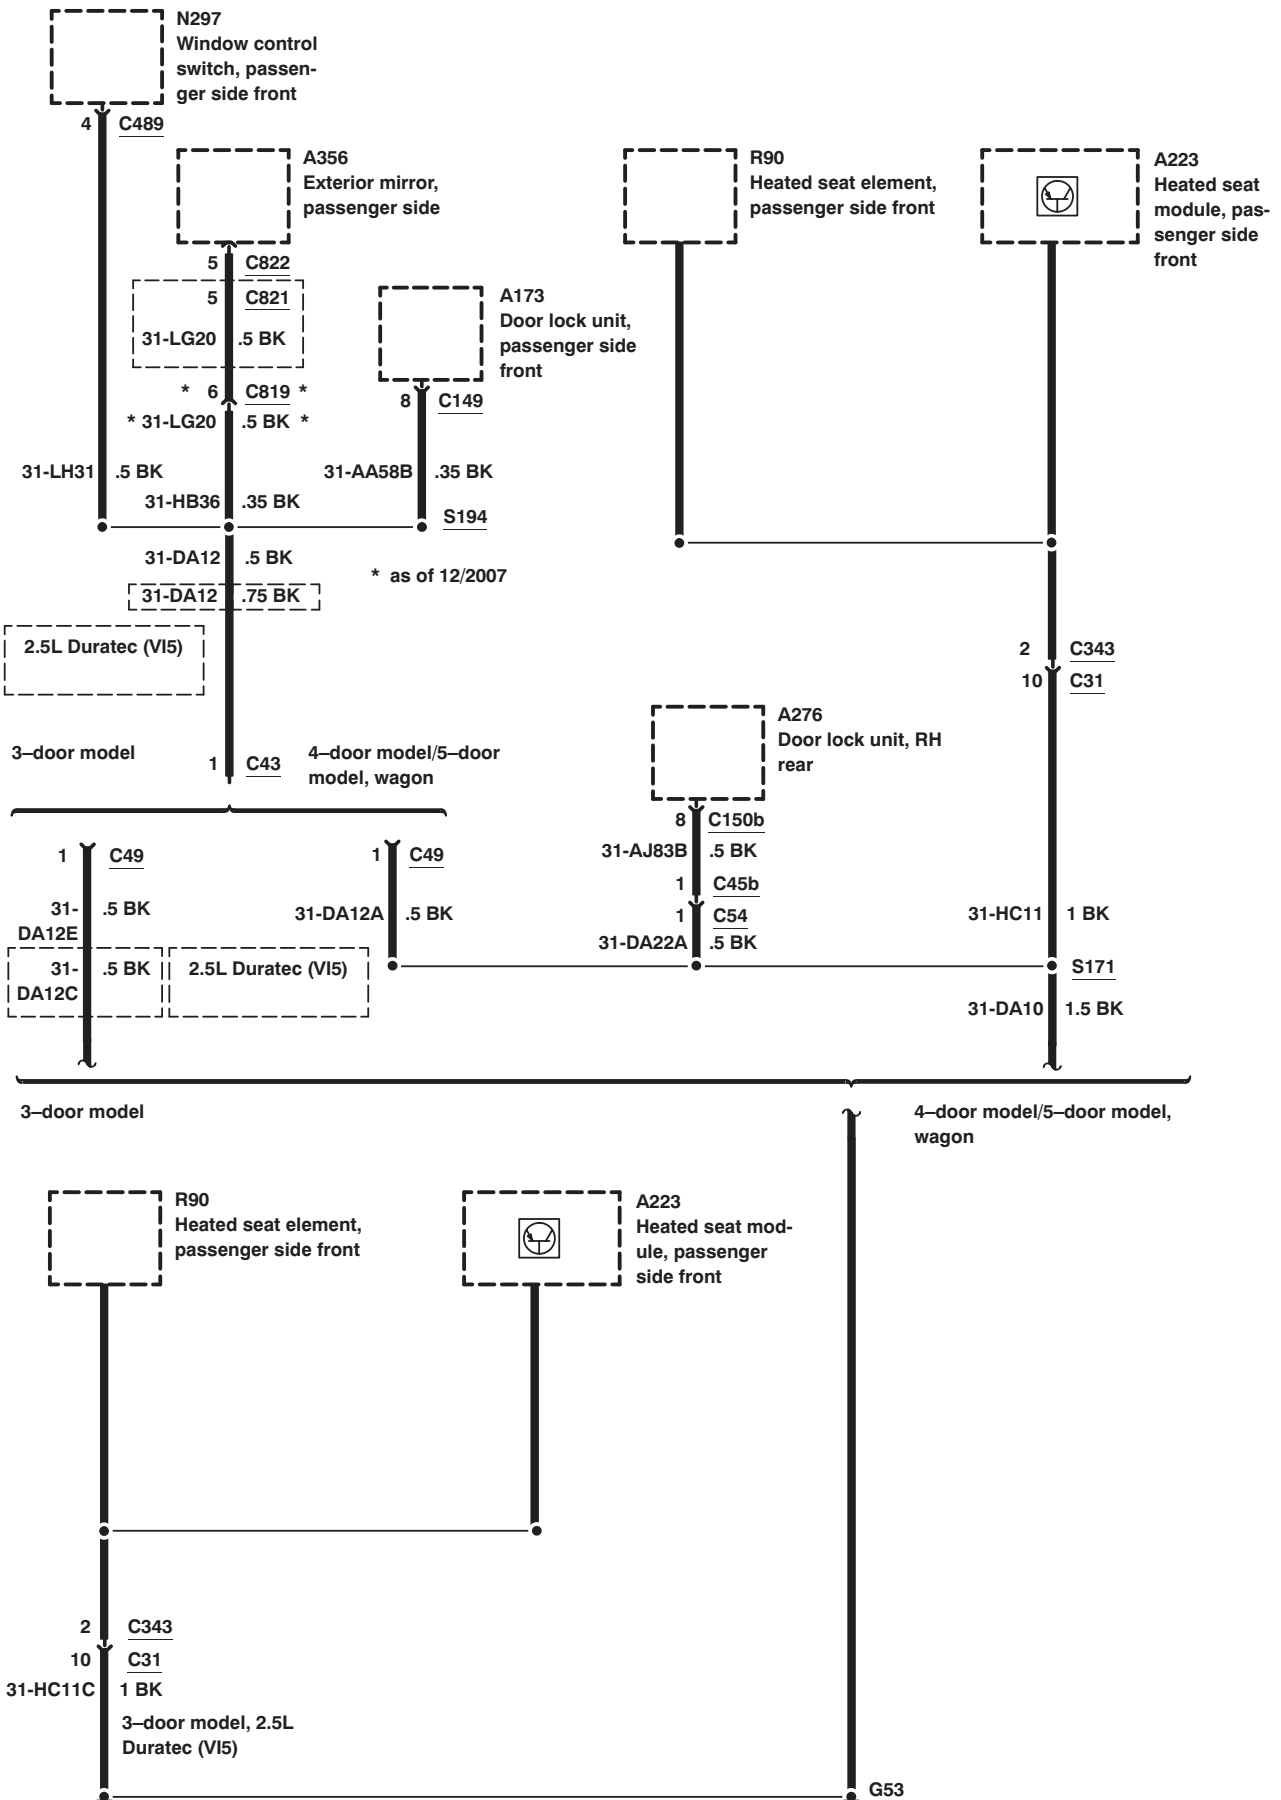 N297
Window control
switch, passen-
ger side front
4 C489
A356
Exterior mirror,
passenger side
R90
Heated seat element,
passenger side front
A223
Heated seat
module, pas-
senger side
front
5 C822
5 C821
31-LG20 .5 BK
A173
Door lock unit,
passenger side
front
* 6 C819 *
* 31-LG20 .5 BK *
8 C149
31-LH31 .5 BK
31-AA58B .35 BK
31-HB36 .35 BK
S194
31-DA12 .5 BK
* as of 12/2007
31-DA12 .75 BK
2.5L Duratec (VI5)
2 C343
10 C31
A276
Door lock unit, RH
rear
3–door model
1 C43
4–door model/5–door
model, wagon
8 C150b
31-AJ83B .5 BK
1 C49
1 C49
1 C45b
31-
DA12E
.5 BK
31-DA12A .5 BK
1 C54
31-DA22A .5 BK
31-HC11 1 BK
31-
DA12C
.5 BK
2.5L Duratec (VI5)
S171
31-DA10 1.5 BK
3–door model
4–door model/5–door model,
wagon
R90
Heated seat element,
passenger side front
A223
Heated seat mod-
ule, passenger
side front
2 C343
10 C31
31-HC11C 1 BK
3–door model, 2.5L
Duratec (VI5)
G53